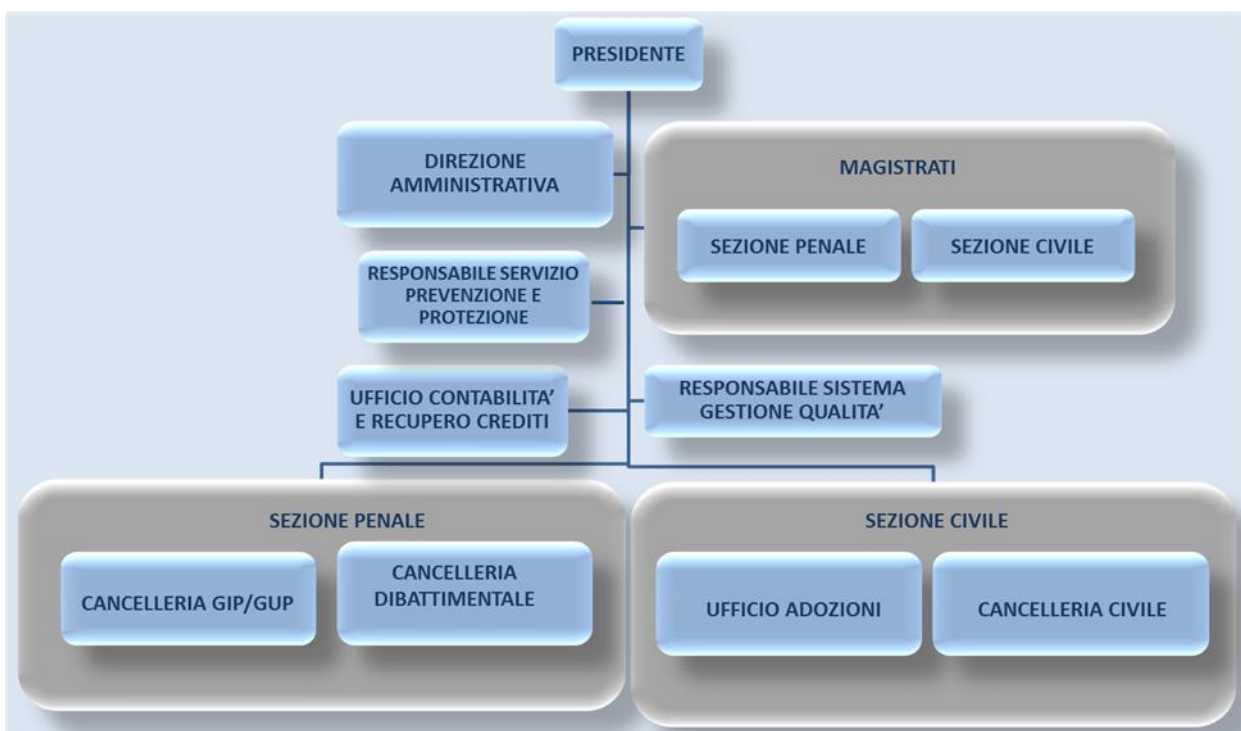 PRESIDENTE
DIREZIONE
AMMINISTRATIVA
MAGISTRATI
SEZIONE PENALE
SEZIONE CIVILE
RESPONSABILE SERVIZIO
PREVENZIONE E
PROTEZIONE
UFFICIO CONTABILITA’
E RECUPERO CREDITI
RESPONSABILE SISTEMA
GESTIONE QUALITA’
SEZIONE PENALE
CANCELLERIA GIP/GUP
CANCELLERIA
DIBATTIMENTALE
SEZIONE CIVILE
UFFICIO ADOZIONI
CANCELLERIA CIVILE